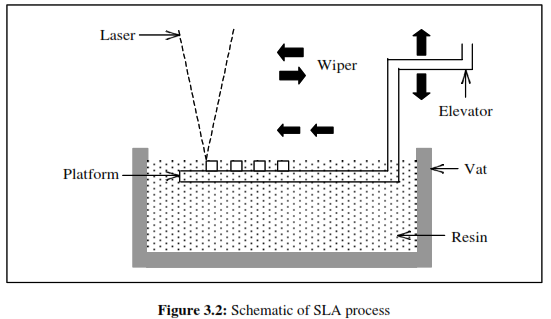 Laser
Wiper
Elevator
Platform
Vat
Resin
Figure 3.2: Schematic of SLA process